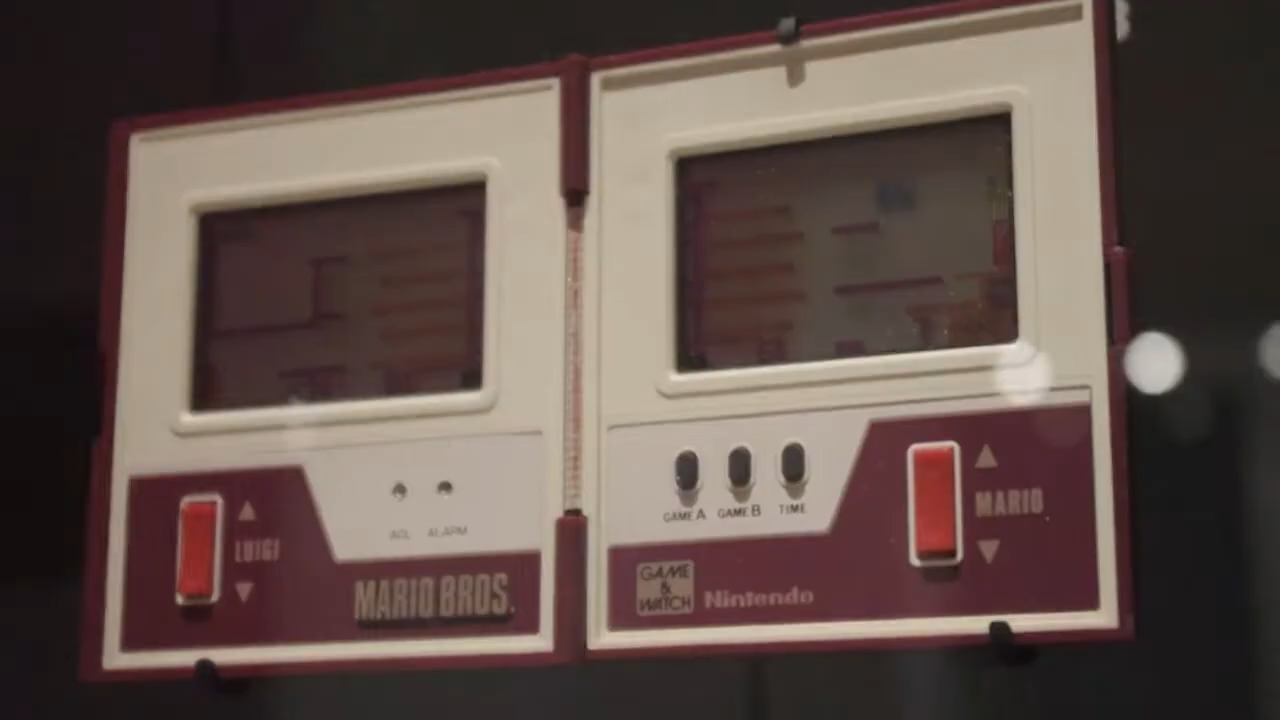 LUIGI
ACL ALARM
MARIO BROS.
GAME A GAME B TIME
MARIO
GAME
&
WATCH
Nintendo